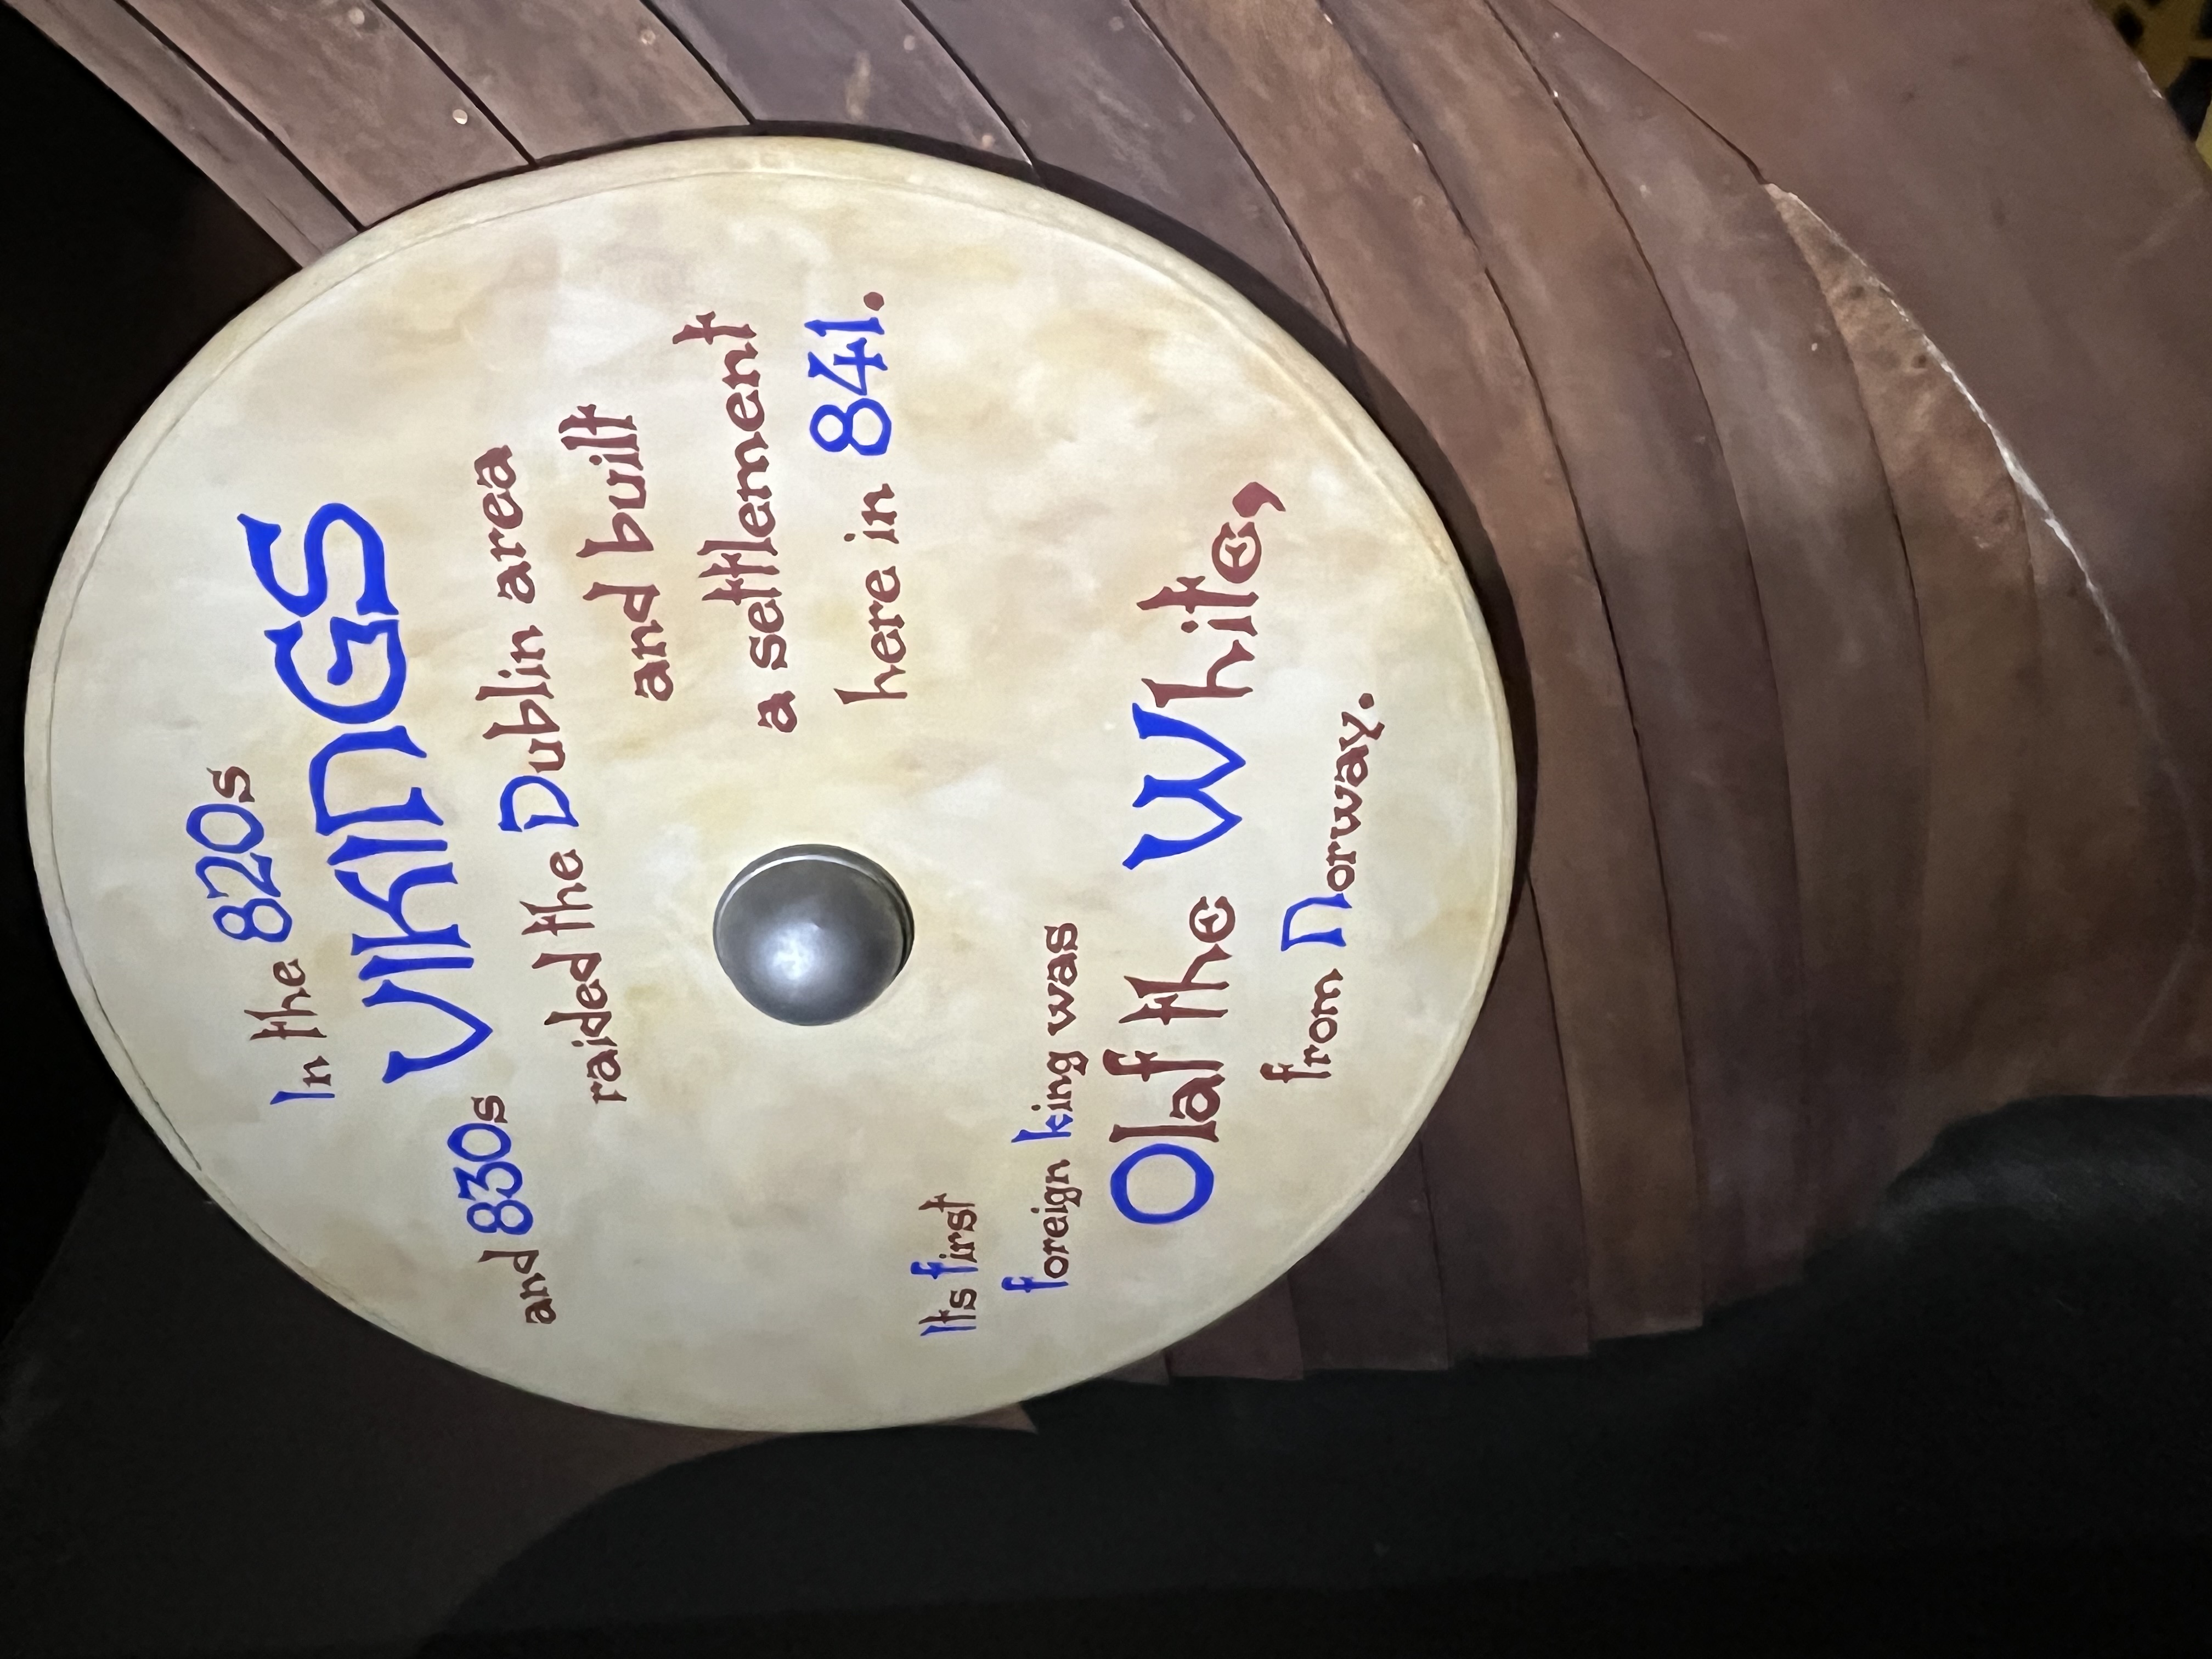 In the 820s
and 830s VIKINGS
raided the Dublin area
and built
a settlement
here in 841.
Its first
foreign king was
Olaf the White,
from Norway.